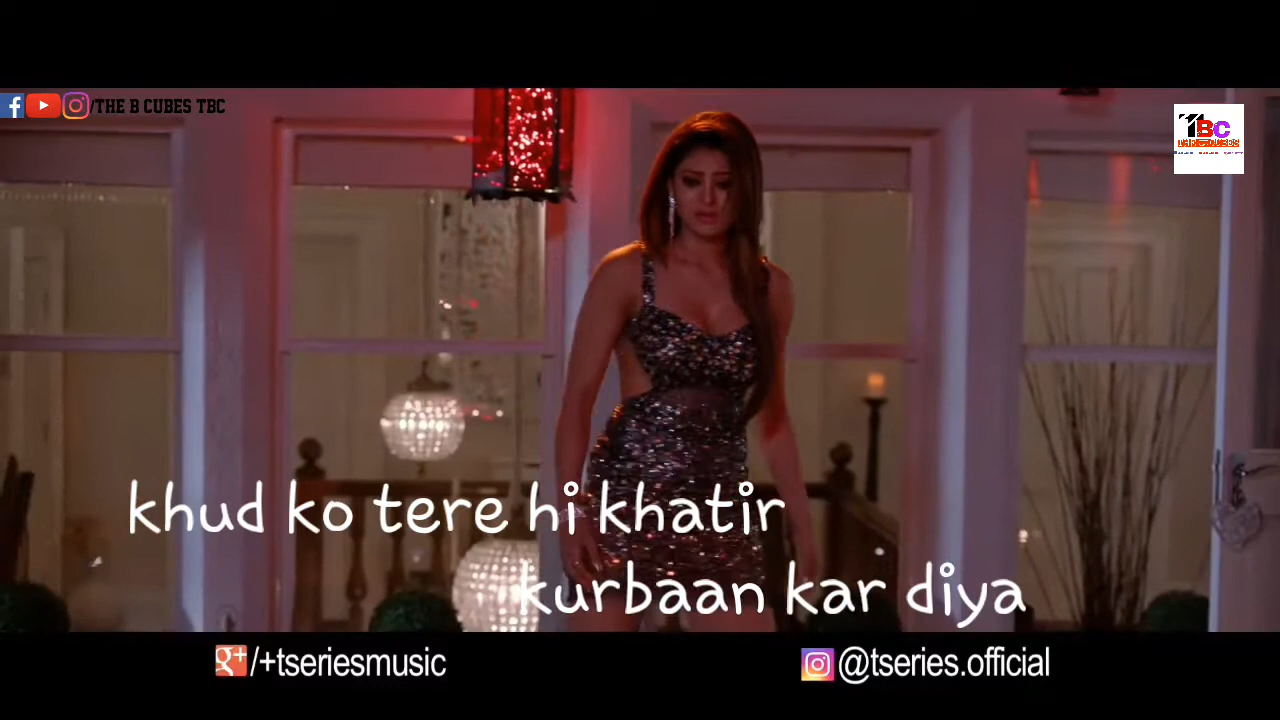 /THE B CUBES TBC
TBC
khud ko tere hi khatir
kurbaan kar diya
g+/+tseriesmusic
@tseries.official